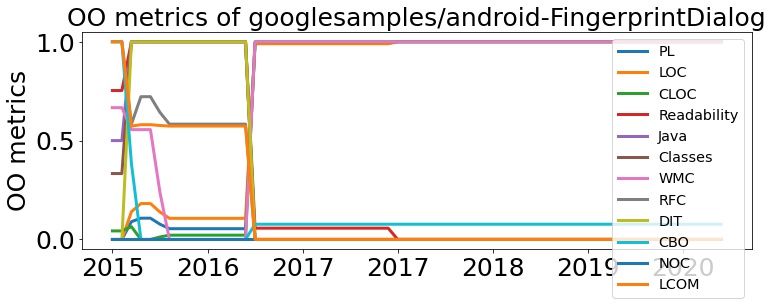 OO metrics of googlesamples/android-FingerprintDialog
OO metrics
1.0
0.5
0.0
2015
2016
2017
2017
2018
2019
2020
PL
LOC
CLOC
Readability
Java
Classes
WMC
RFC
DIT
CBO
NOC
LCOM